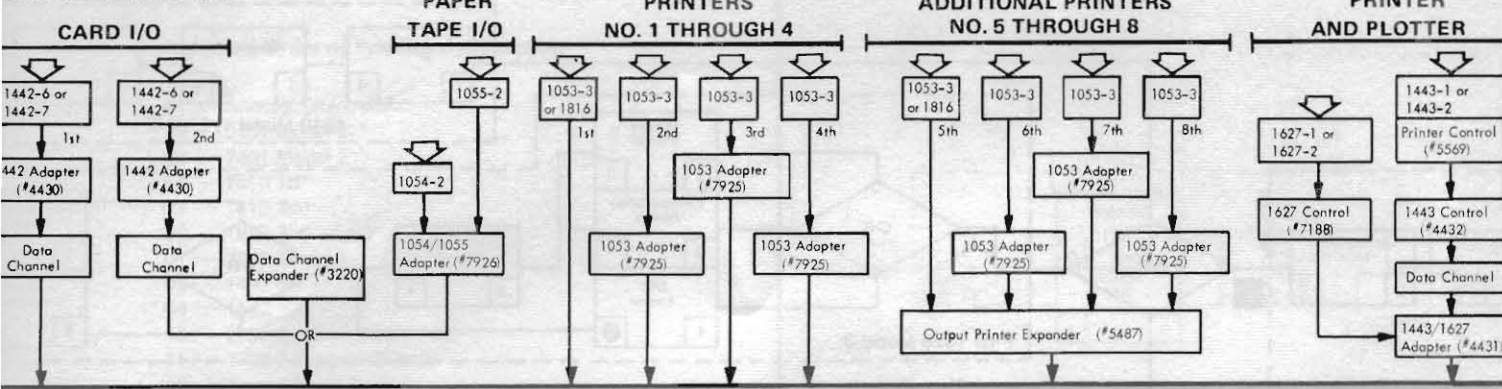 CARD I/O
1442-6 or
1442-7
1st
442 Adapter
(#4430)
Data
Channel
1442-6 or
1442-7
2nd
1442 Adapter
(#4430)
Data
Channel
Data Channel
Expander (#3220)
OR
PAPER
TAPE I/O
1055-2
1054-2
1054/1055
Adapter (#7926)
PRINTERS
NO. 1 THROUGH 4
1053-3
or 1816
1st
1053-3
2nd
1053 Adapter
(#7925)
1053-3
3rd
1053 Adapter
(#7925)
1053-3
4th
1053 Adapter
(#7925)
ADDITIONAL PRINTERS
NO. 5 THROUGH 8
1053-3
or 1816
5th
1053-3
6th
1053 Adapter
(#7925)
1053-3
7th
1053 Adapter
(#7925)
1053-3
8th
1053 Adapter
(#7925)
Output Printer Expander (#5487)
PRINTER
AND PLOTTER
1627-1 or
1627-2
1627 Control
(#7188)
1443-1 or
1443-2
Printer Control
(#5569)
1443 Control
(#4432)
Data Channel
1443/1627
Adapter (#4431)